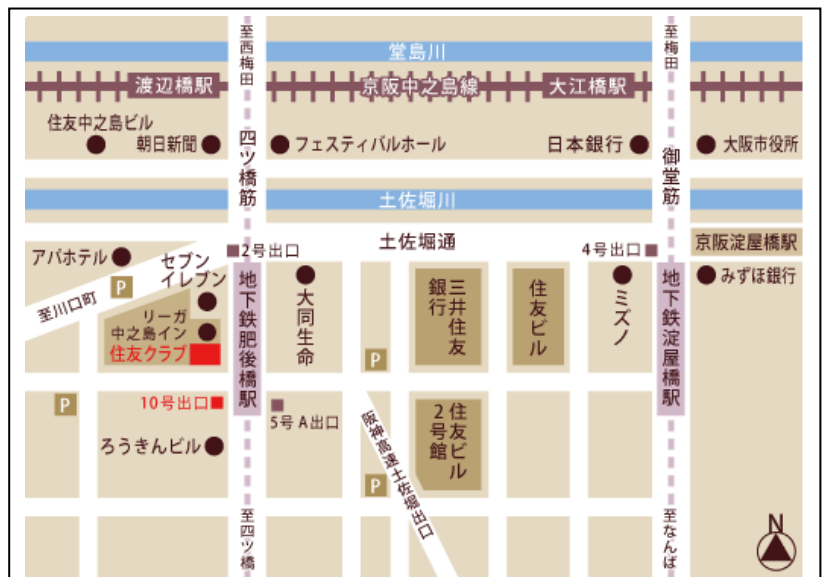 至西梅田
至梅田
堂島川
渡辺橋駅
京阪中之島線
大江橋駅
住友中之島ビル
朝日新聞
四ツ橋筋
フェスティバルホール
日本銀行
御堂筋
大阪市役所
土佐堀川
土佐堀通
2号出口
4号出口
京阪淀屋橋駅
アパホテル
セブン
イレブン
P
至川口町
リーガ
中之島イン
住友クラブ
地下鉄肥後橋駅
大同生命
三井住友
銀行
住友ビル
ミズノ
地下鉄淀屋橋駅
みずほ銀行
P
P
10号出口
5号A出口
ろうきんビル
阪神高速土佐堀出口
住友ビル
2号館
P
至四ツ橋
至なんば
N